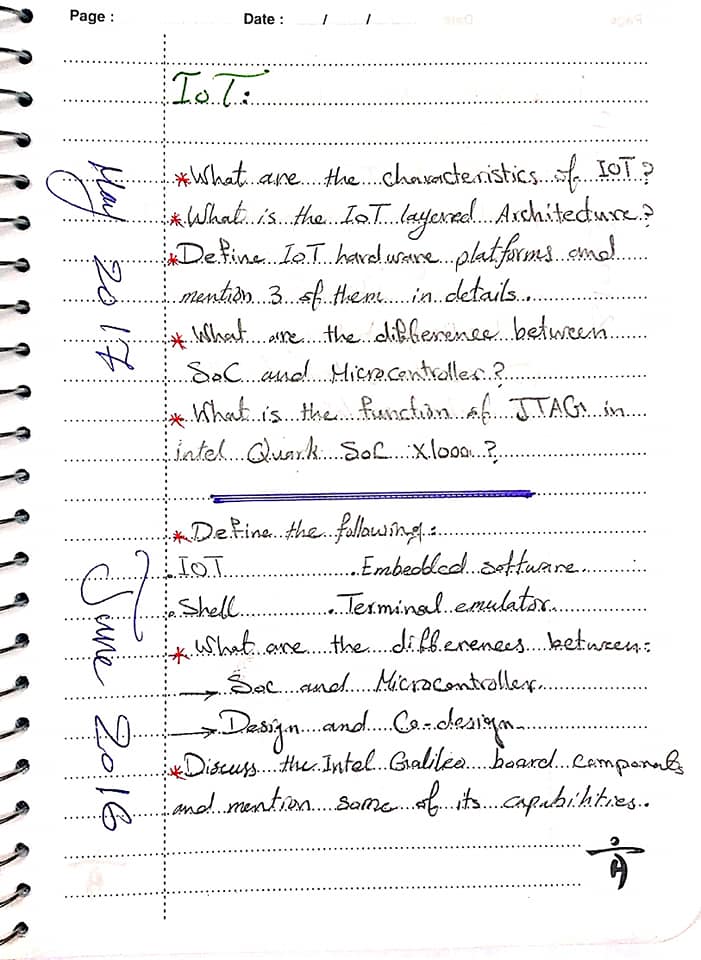 Page :
Date : / /
IoT:
May 2017
*What are the characteristics of IOT?
*What is the IoT layered Architecture?
*Define IoT hardware platforms and
mention 3 of them in details.
* What are the difference between
SoC and Microcontroller?
* What is the function of JTAG in
intel Quark SoC X1000?
June 2016
*Define the following:
.IOT .Embedded software.
.Shell .Terminal emulator.
* What are the differences between:
→ Soc and Microcontroller.
→ Design and Co-design.
*Discuss the Intel Galileo board components
and mention some of its capabilities.